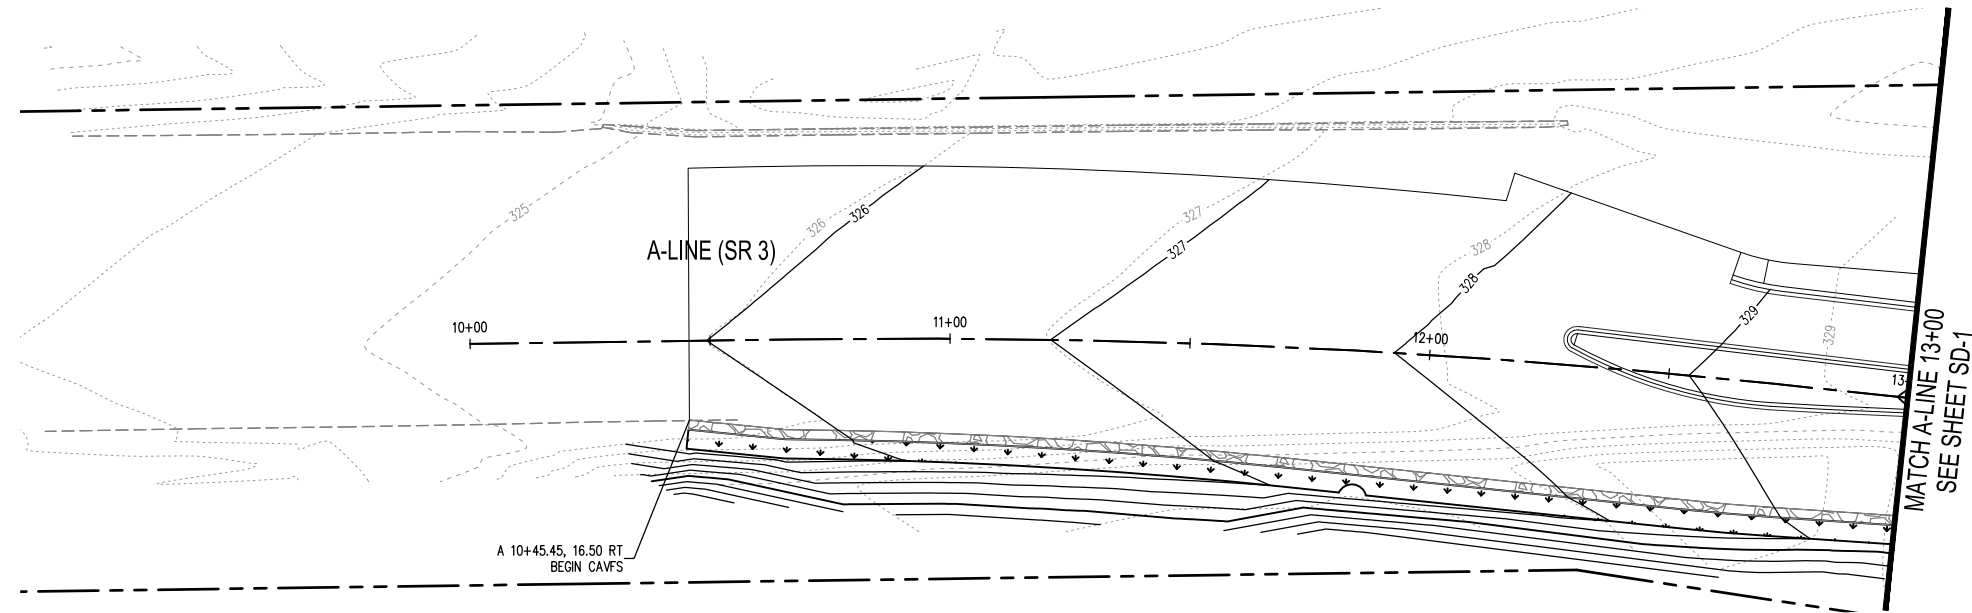 325
326
326
327
327
328
328
329
329
A-LINE (SR 3)
10+00
11+00
12+00
13
MATCH A-LINE 13+00
SEE SHEET SD-1
A 10+45.45, 16.50 RT
BEGIN CAVFS